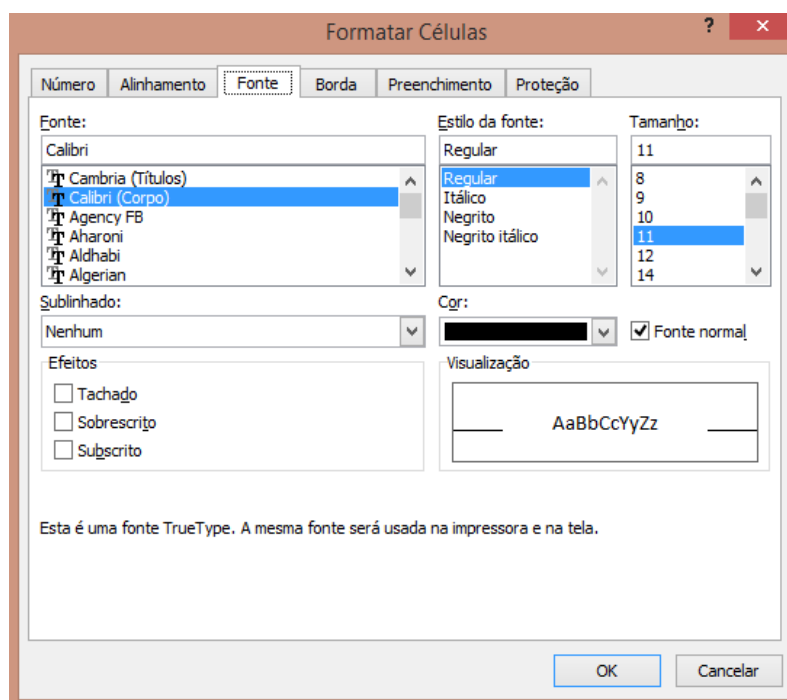 Formatar Células
?
×
Número Alinhamento Fonte Borda Preenchimento Proteção
Fonte: Estilo da fonte: Tamanho:
Calibri Regular 11
Cambria (Títulos) Regular 8
Calibri (Corpo) Itálico 9
Agency FB Negrito 10
Aharoni Negrito itálico 11
Aldhabi 12
Algerian 14
Sublinhado: Cor:
Nenhum Fonte normal
Efeitos Visualização
Tachado
Sobrescrito AaBbCcYyZz
Subscrito
Esta é uma fonte TrueType. A mesma fonte será usada na impressora e na tela.
OK Cancelar